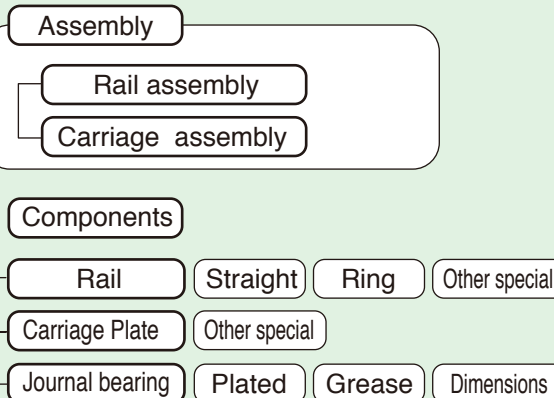 Assembly
Rail assembly
Carriage assembly
Components
Rail Straight Ring Other special
Carriage Plate Other special
Journal bearing Plated Grease Dimensions